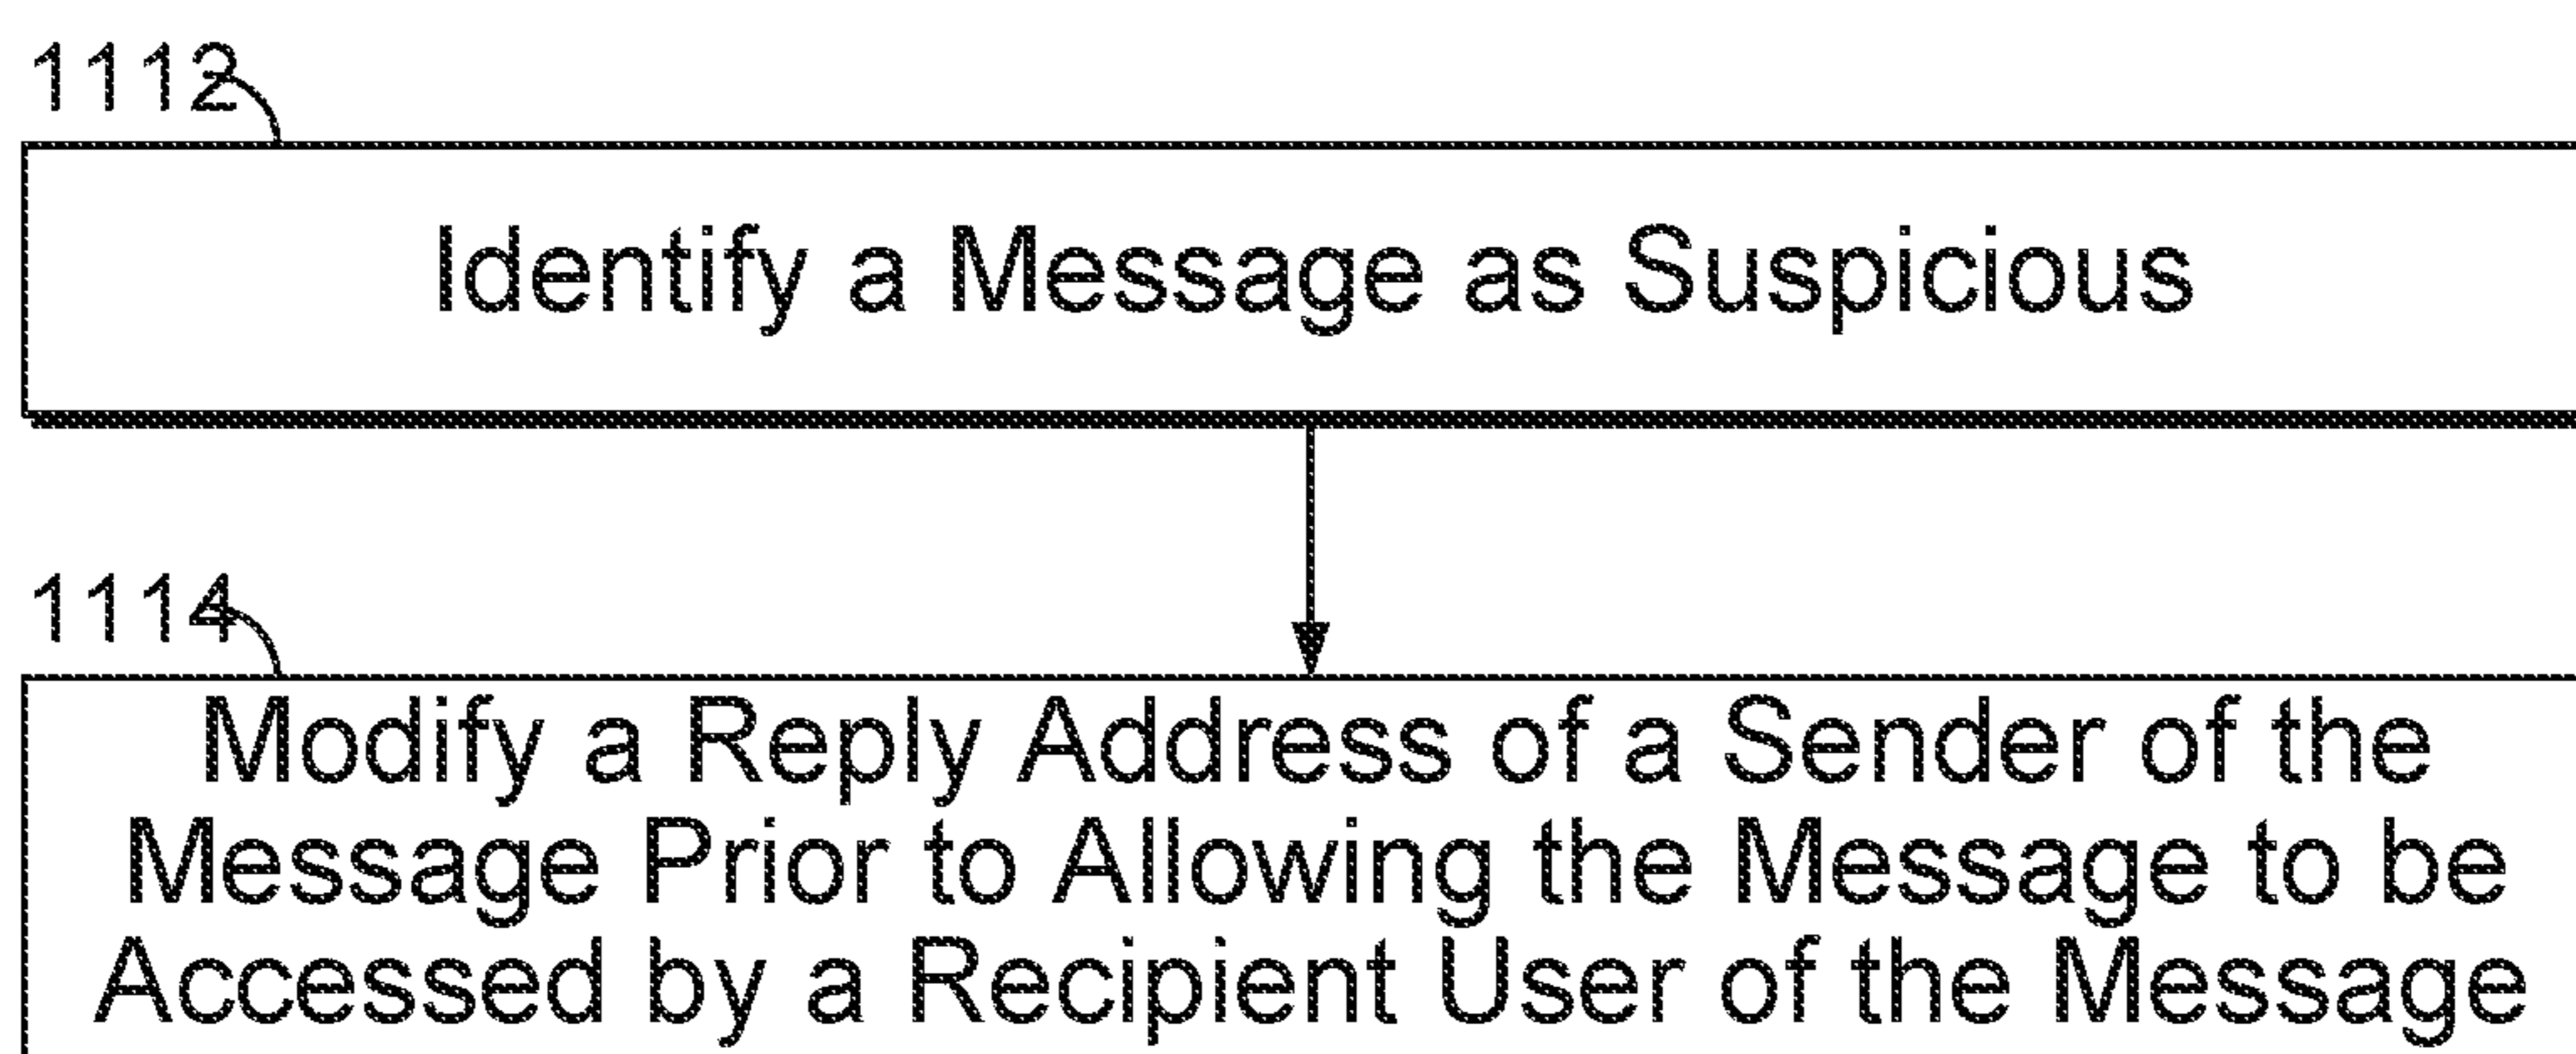 1112
Identify a Message as Suspicious
1114
Modify a Reply Address of a Sender of the
Message Prior to Allowing the Message to be
Accessed by a Recipient User of the Message